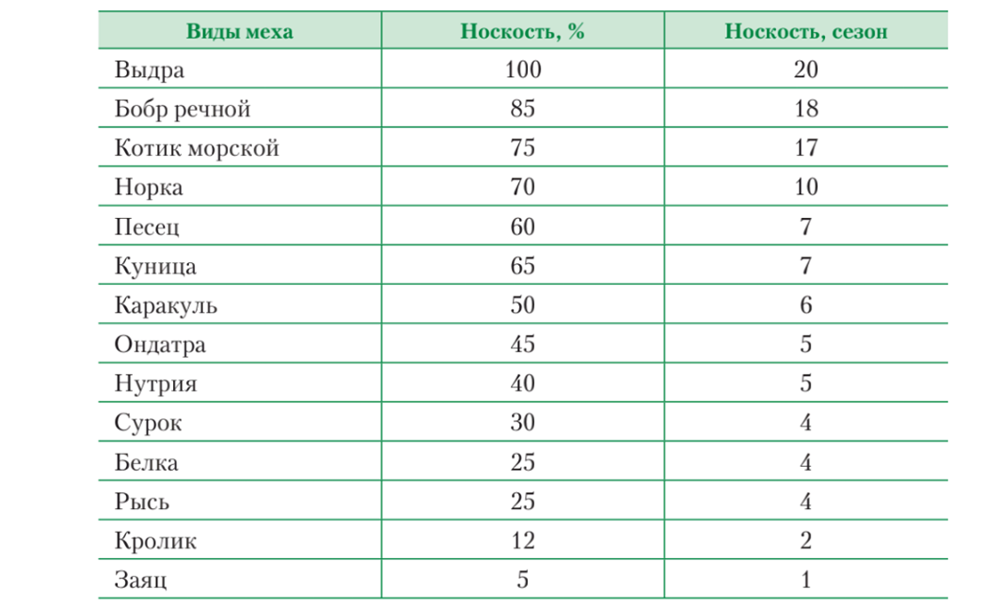 Виды меха Носкость, % Носкость, сезон
Выдра 100 20
Бобр речной 85 18
Котик морской 75 17
Норка 70 10
Песец 60 7
Куница 65 7
Каракуль 50 6
Ондатра 45 5
Нутрия 40 5
Сурок 30 4
Белка 25 4
Рысь 25 4
Кролик 12 2
Заяц 5 1